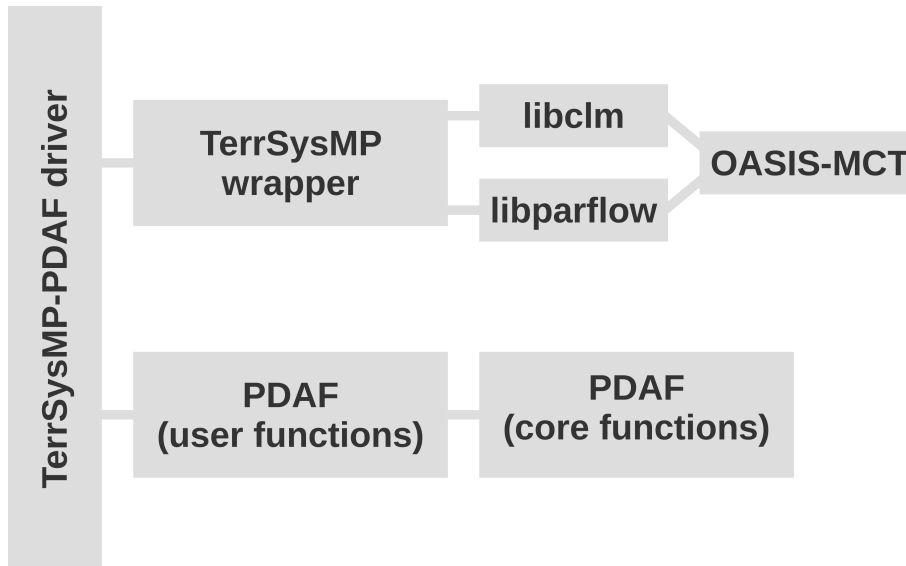 TerrSysMP-PDAF driver
TerrSysMP
wrapper
libclm
libparflow
OASIS-MCT
PDAF
(user functions)
PDAF
(core functions)